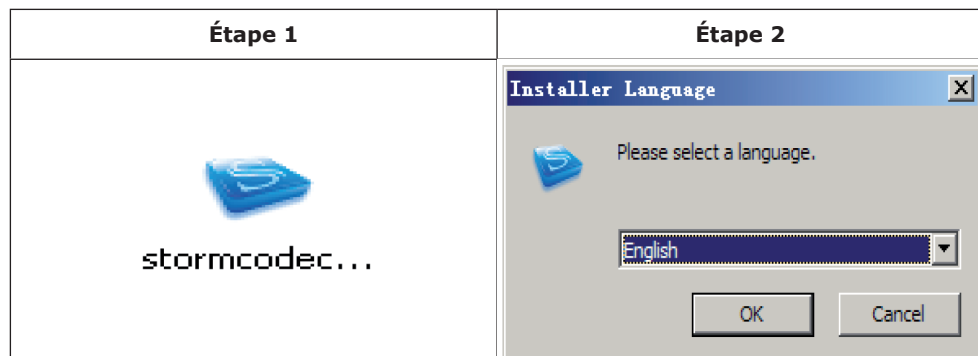 Étape 1
Étape 2
stormcodec...
Installer Language
Please select a language.
English
OK
Cancel